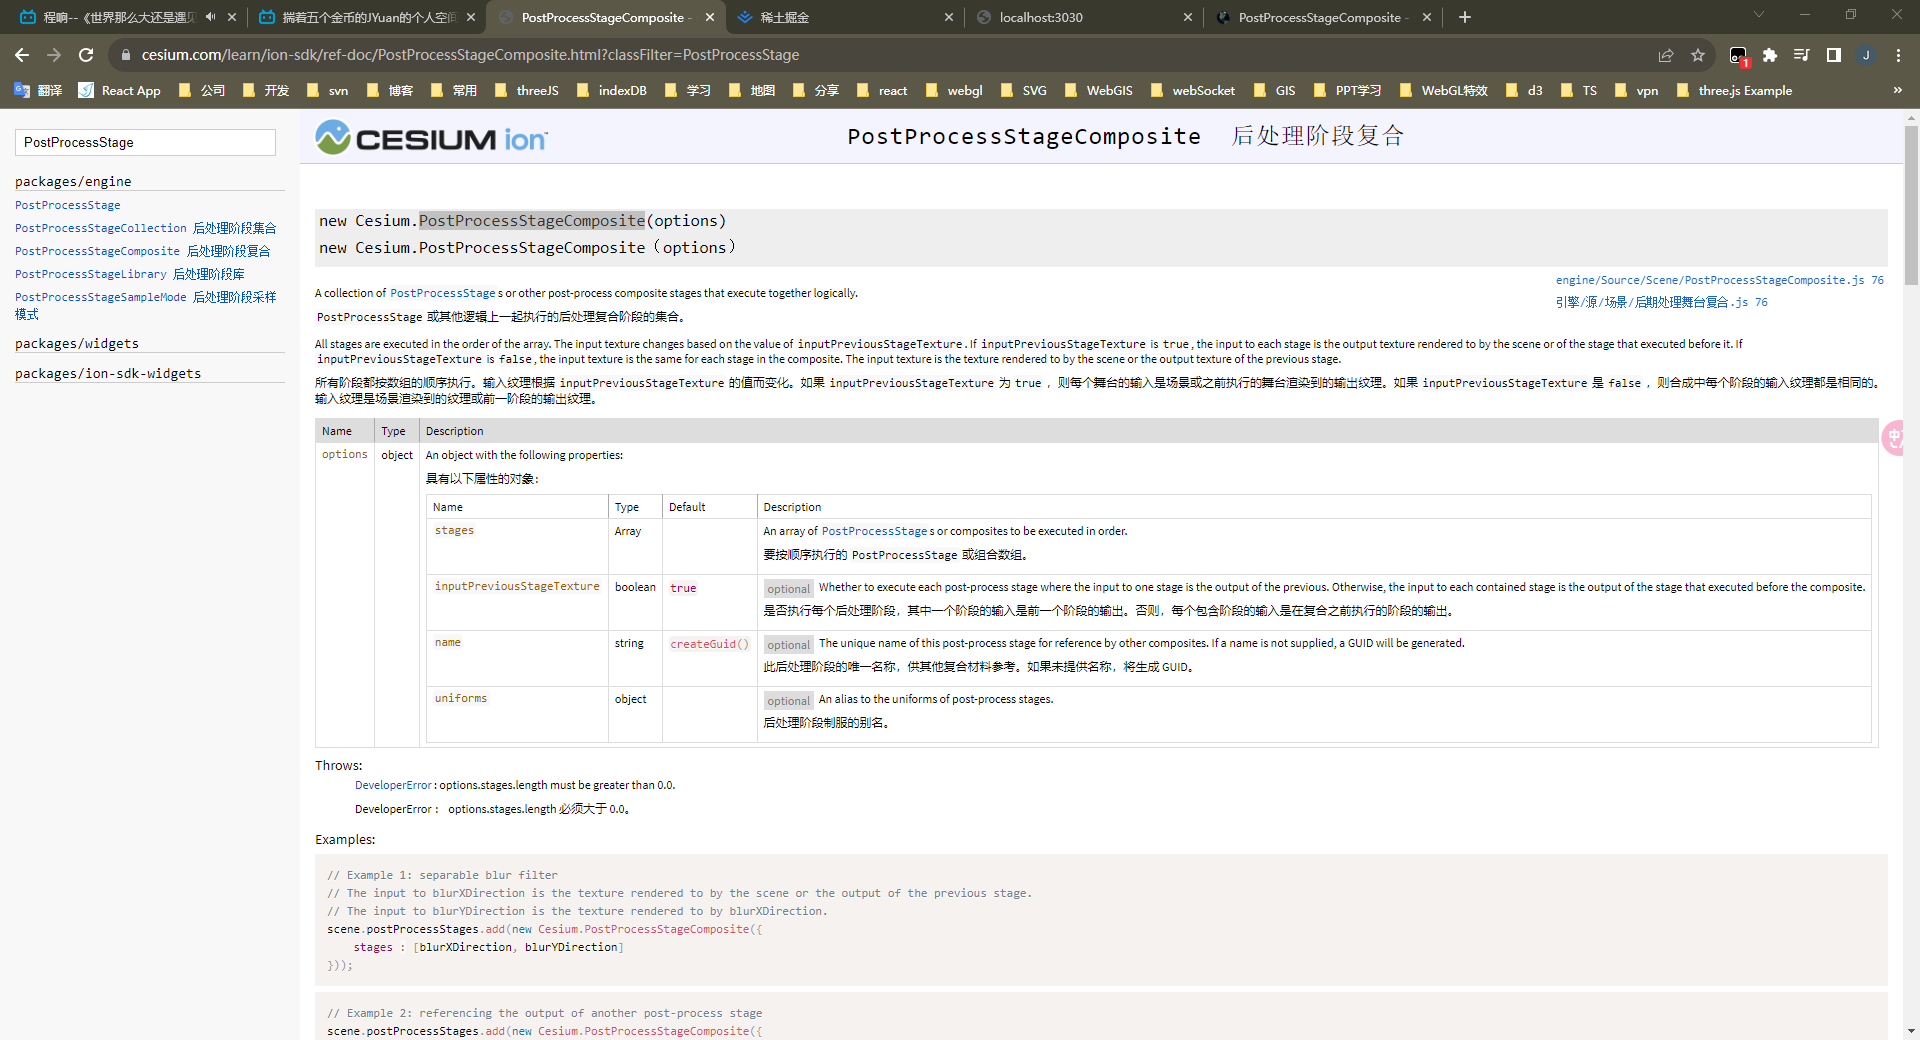 程响--《世界那么大还是遇见
揣着五个金币的JYuan的个人空间
PostProcessStageComposite -
稀土掘金
localhost:3030
PostProcessStageComposite -
cesium.com/learn/ion-sdk/ref-doc/PostProcessStageComposite.html?classFilter=PostProcessStage
1
J
翻译 React App 公司 开发 svn 博客 常用 threeJS indexDB 学习 地图 分享 react webgl SVG WebGIS webSocket GIS PPT学习 WebGL特效 d3 TS vpn three.js Example »
PostProcessStage
packages/engine
PostProcessStage
PostProcessStageCollection 后处理阶段集合
PostProcessStageComposite 后处理阶段复合
PostProcessStageLibrary 后处理阶段库
PostProcessStageSampleMode 后处理阶段采样
模式
packages/widgets
packages/ion-sdk-widgets
CESIUM ion
PostProcessStageComposite 后处理阶段复合
new Cesium.PostProcessStageComposite(options)
new Cesium.PostProcessStageComposite（options）
engine/Source/Scene/PostProcessStageComposite.js 76
引擎/源/场景/后期处理舞台复合.js 76
A collection of PostProcessStages or other post-process composite stages that execute together logically.
PostProcessStage 或其他逻辑上一起执行的后处理复合阶段的集合。
All stages are executed in the order of the array. The input texture changes based on the value of inputPreviousStageTexture. If inputPreviousStageTexture is true, the input to each stage is the output texture rendered to by the scene or of the stage that executed before it. If
inputPreviousStageTexture is false, the input texture is the same for each stage in the composite. The input texture is the texture rendered to by the scene or the output texture of the previous stage.
所有阶段都按数组的顺序执行。输入纹理根据 inputPreviousStageTexture 的值而变化。如果 inputPreviousStageTexture 为 true ，则每个舞台的输入是场景或之前执行的舞台渲染到的输出纹理。如果 inputPreviousStageTexture 是 false ，则合成中每个阶段的输入纹理都是相同的。
输入纹理是场景渲染到的纹理或前一阶段的输出纹理。
Name Type Description
options object An object with the following properties:
具有以下属性的对象：
Name Type Default Description
stages Array An array of PostProcessStages or composites to be executed in order.
要按顺序执行的 PostProcessStage 或组合数组。
inputPreviousStageTexture boolean true optional Whether to execute each post-process stage where the input to one stage is the output of the previous. Otherwise, the input to each contained stage is the output of the stage that executed before the composite.
是否执行每个后处理阶段，其中一个阶段的输入是前一个阶段的输出。否则，每个包含阶段的输入是在复合之前执行的阶段的输出。
name string createGuid() optional The unique name of this post-process stage for reference by other composites. If a name is not supplied, a GUID will be generated.
此后处理阶段的唯一名称，供其他复合材料参考。如果未提供名称，将生成 GUID。
uniforms object optional An alias to the uniforms of post-process stages.
后处理阶段制服的别名。
Throws:
DeveloperError : options.stages.length must be greater than 0.0.
DeveloperError： options.stages.length 必须大于 0.0。
Examples:
// Example 1: separable blur filter
// The input to blurXDirection is the texture rendered to by the scene or the output of the previous stage.
// The input to blurYDirection is the texture rendered to by blurXDirection.
scene.postProcessStages.add(new Cesium.PostProcessStageComposite({
stages : [blurXDirection, blurYDirection]
}));
// Example 2: referencing the output of another post-process stage
scene.postProcessStages.add(new Cesium.PostProcessStageComposite({